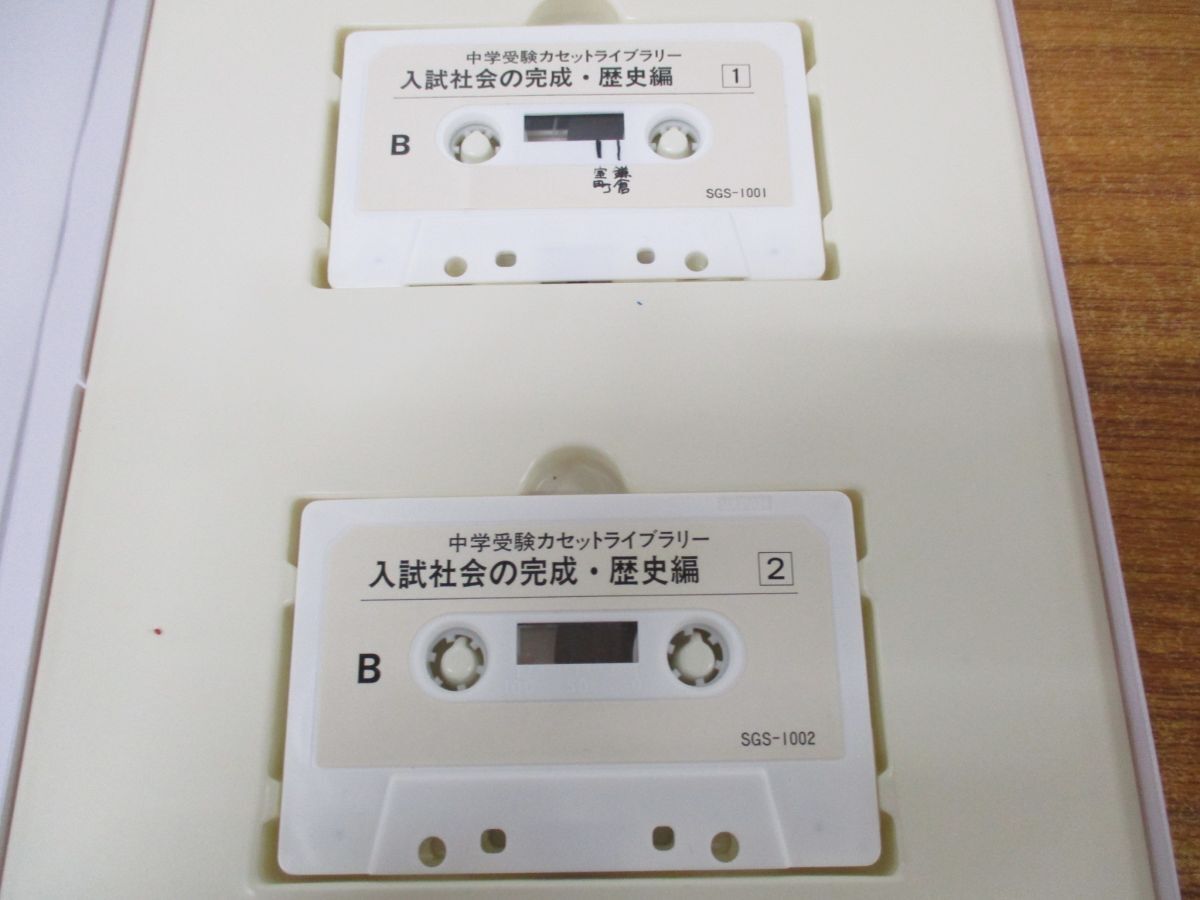 中学受験カセットライブラリー
入試社会の完成・歴史編 1
B
鎌倉
室町
SGS-1001
中学受験カセットライブラリー
入試社会の完成・歴史編 2
B
SGS-1002